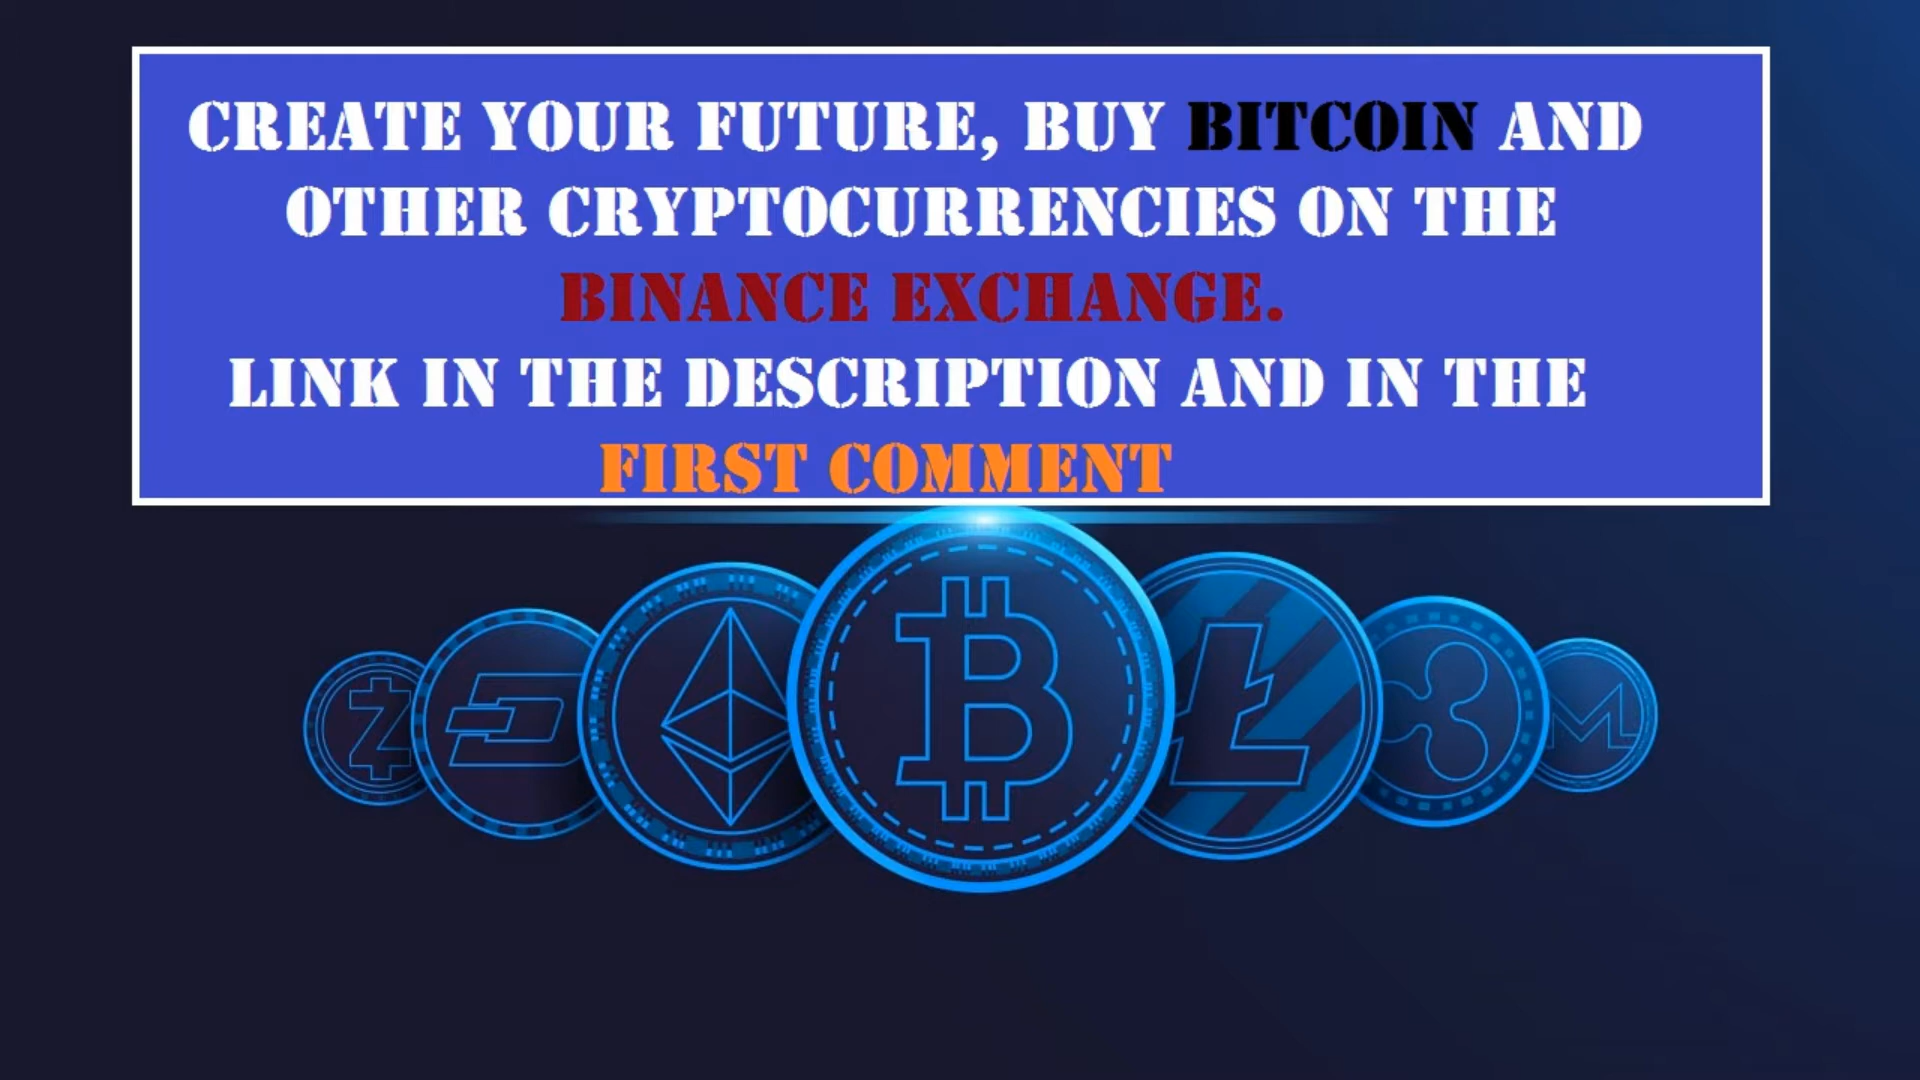 CREATE YOUR FUTURE, BUY BITCOIN AND
OTHER CRYPTOCURRENCIES ON THE
BINANCE EXCHANGE.
LINK IN THE DESCRIPTION AND IN THE
FIRST COMMENT